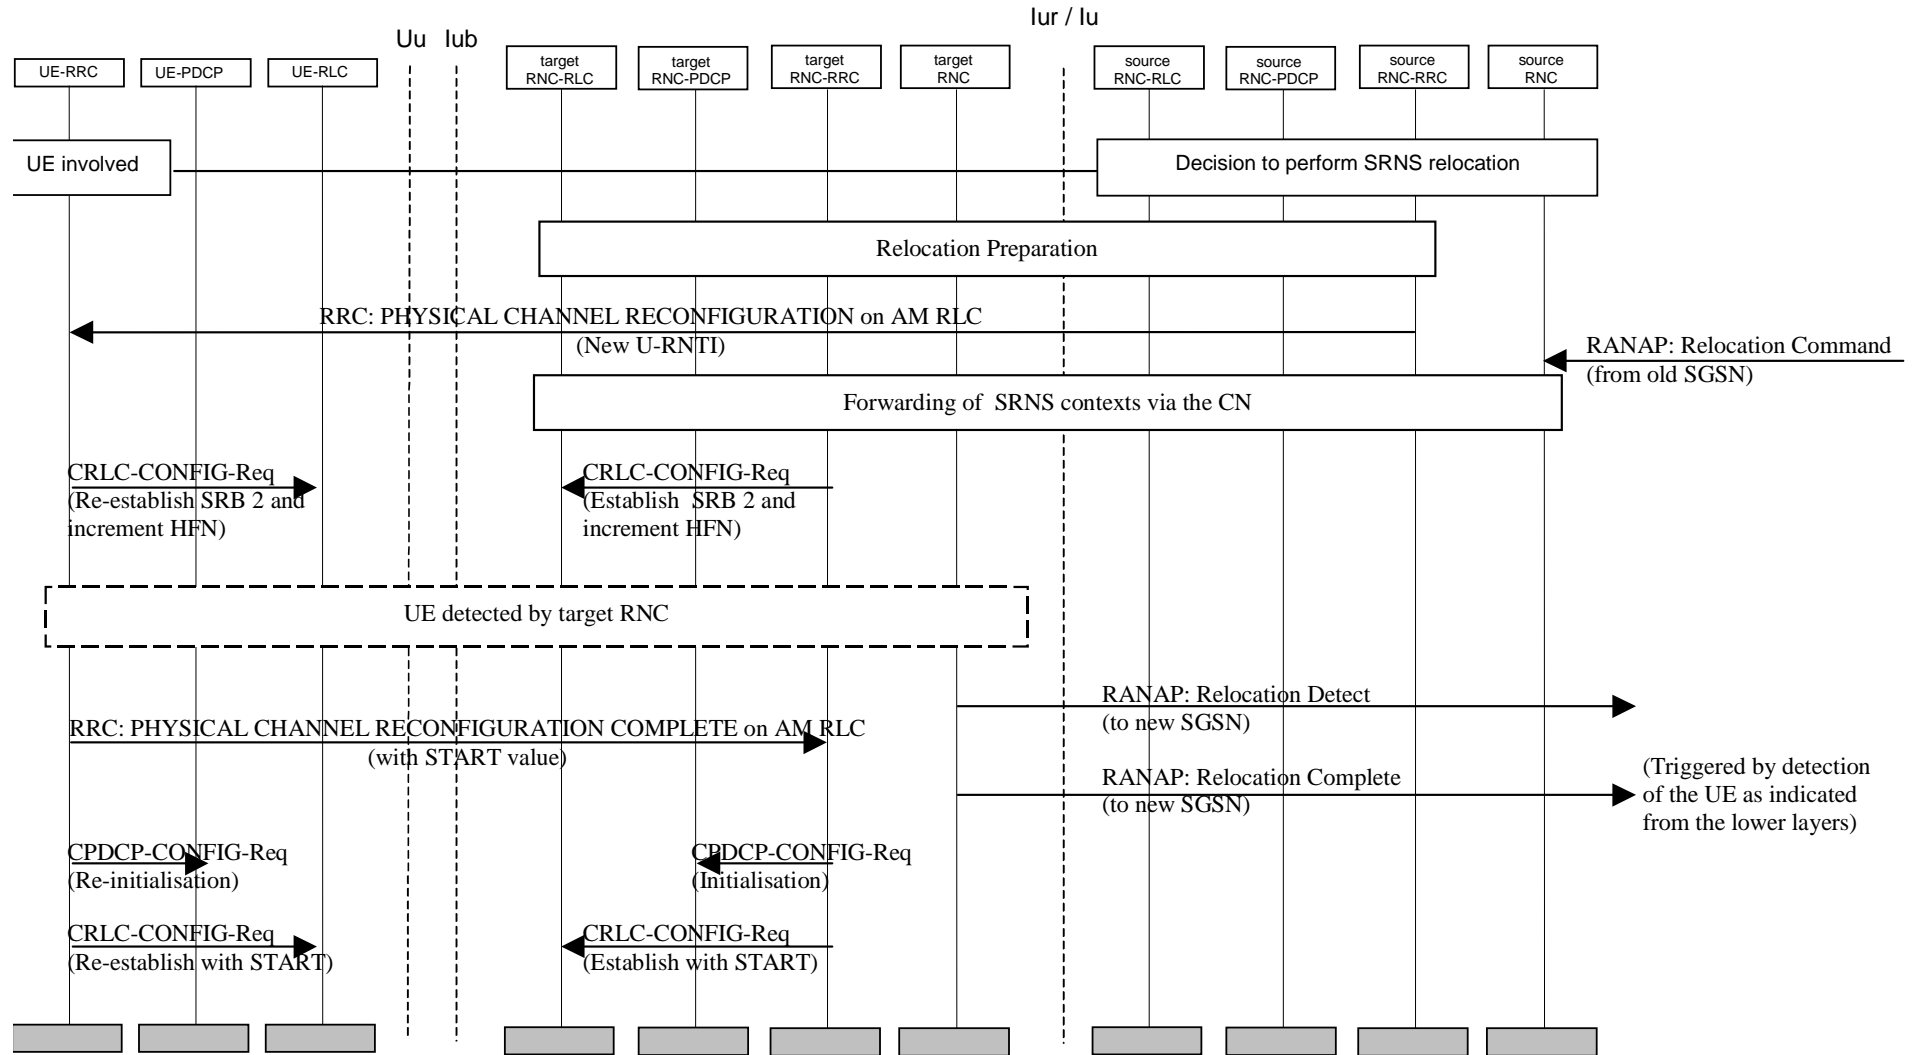 Iur / Iu
Uu Iub
UE-RRC
UE-PDCP
UE-RLC
target
RNC-RLC
target
RNC-PDCP
target
RNC-RRC
target
RNC
source
RNC-RLC
source
RNC-PDCP
source
RNC-RRC
source
RNC
UE involved
Decision to perform SRNS relocation
Relocation Preparation
RRC: PHYSICAL CHANNEL RECONFIGURATION on AM RLC
(New U-RNTI)
RANAP: Relocation Command
(from old SGSN)
Forwarding of SRNS contexts via the CN
CRLC-CONFIG-Req
(Re-establish SRB 2 and
increment HFN)
CRLC-CONFIG-Req
(Establish SRB 2 and
increment HFN)
UE detected by target RNC
RANAP: Relocation Detect
(to new SGSN)
RRC: PHYSICAL CHANNEL RECONFIGURATION COMPLETE on AM RLC
(with START value)
RANAP: Relocation Complete
(to new SGSN)
(Triggered by detection
of the UE as indicated
from the lower layers)
CPDCP-CONFIG-Req
(Re-initialisation)
CPDCP-CONFIG-Req
(Initialisation)
CRLC-CONFIG-Req
(Re-establish with START)
CRLC-CONFIG-Req
(Establish with START)